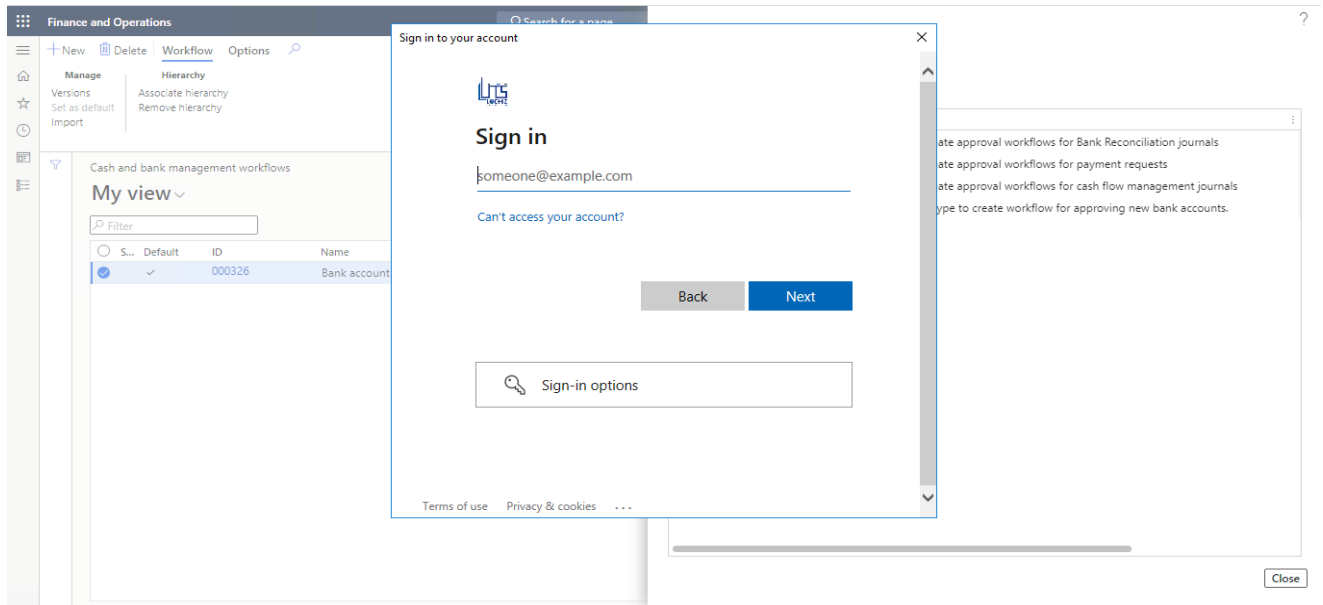 Finance and Operations
Search for a page
?
New Delete Workflow Options
Manage Hierarchy
Versions Associate hierarchy
Set as default Remove hierarchy
Import
Cash and bank management workflows
My view
Filter
S... Default ID Name
000326 Bank account
Sign in to your account
Sign in
someone@example.com
Can't access your account?
Back Next
Sign-in options
Terms of use Privacy & cookies ...
ate approval workflows for Bank Reconciliation journals
ate approval workflows for payment requests
ate approval workflows for cash flow management journals
ype to create workflow for approving new bank accounts.
Close